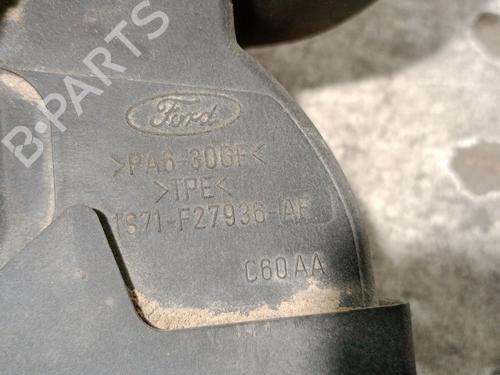 Ford
>PA6-30GF<
>TPE<
1S71-F27936-AF
C60AA
B-PARTS